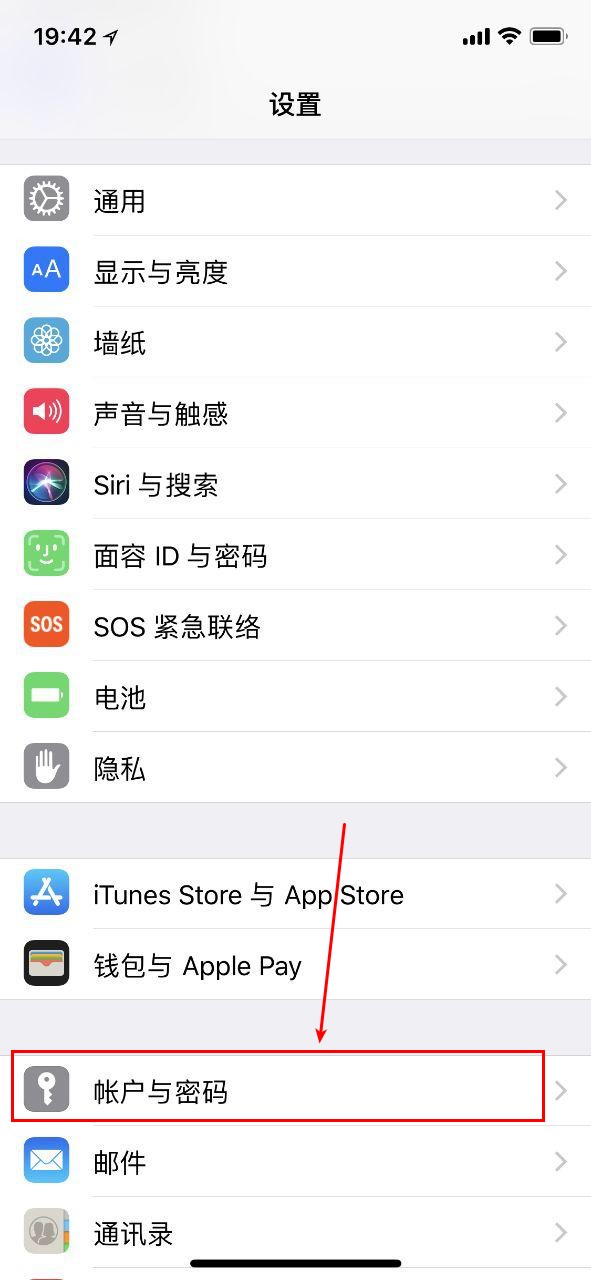 19:42
设置
通用
AA 显示与亮度
墙纸
声音与触感
Siri 与搜索
面容 ID 与密码
SOS SOS 紧急联络
电池
隐私
iTunes Store 与 App Store
钱包与 Apple Pay
帐户与密码
邮件
通讯录